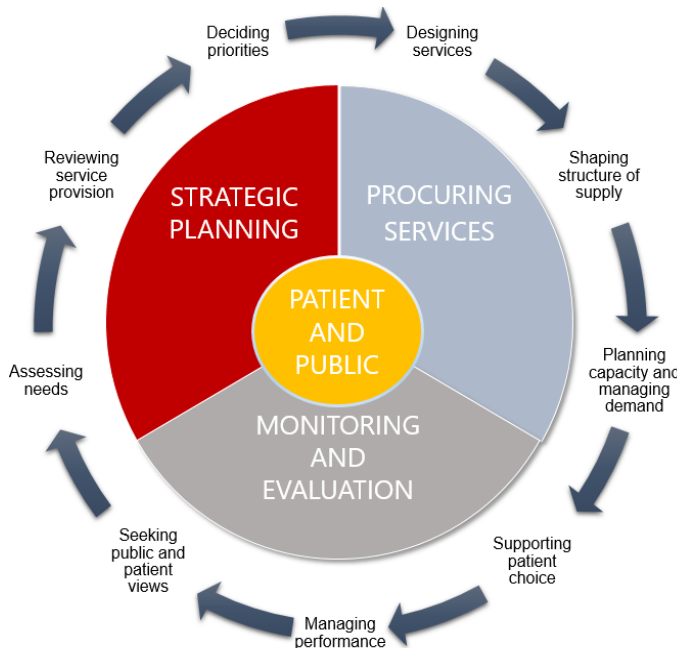 Deciding
priorities
Designing
services
Shaping
structure of
supply
Planning
capacity and
managing
demand
Supporting
patient
choice
Managing
performance
Seeking
public and
patient
views
Assessing
needs
Reviewing
service
provision
STRATEGIC
PLANNING
PROCURING
SERVICES
PATIENT
AND
PUBLIC
MONITORING
AND
EVALUATION